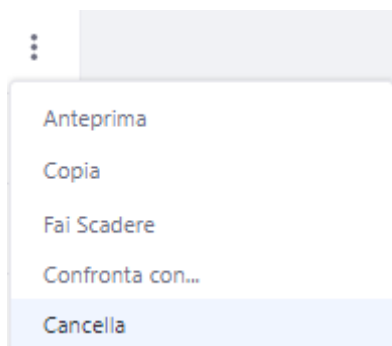 Anteprima
Copia
Fai Scadere
Confronta con...
Cancella